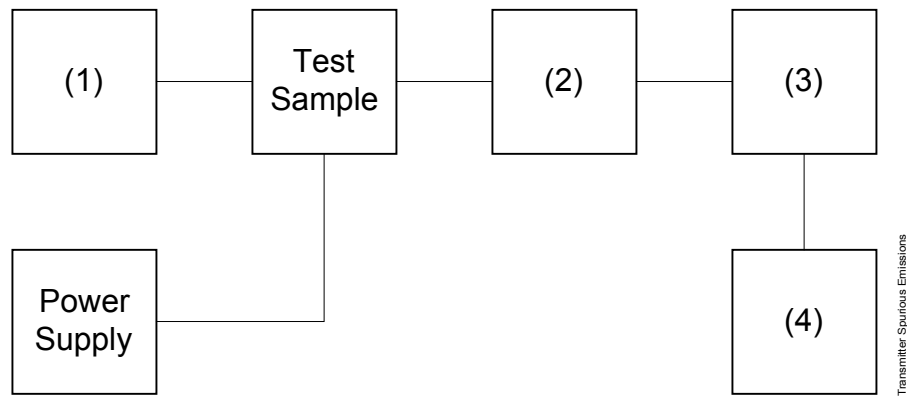 (1)
Test
Sample
(2)
(3)
Power
Supply
(4)
Transmitter Spurious Emissions